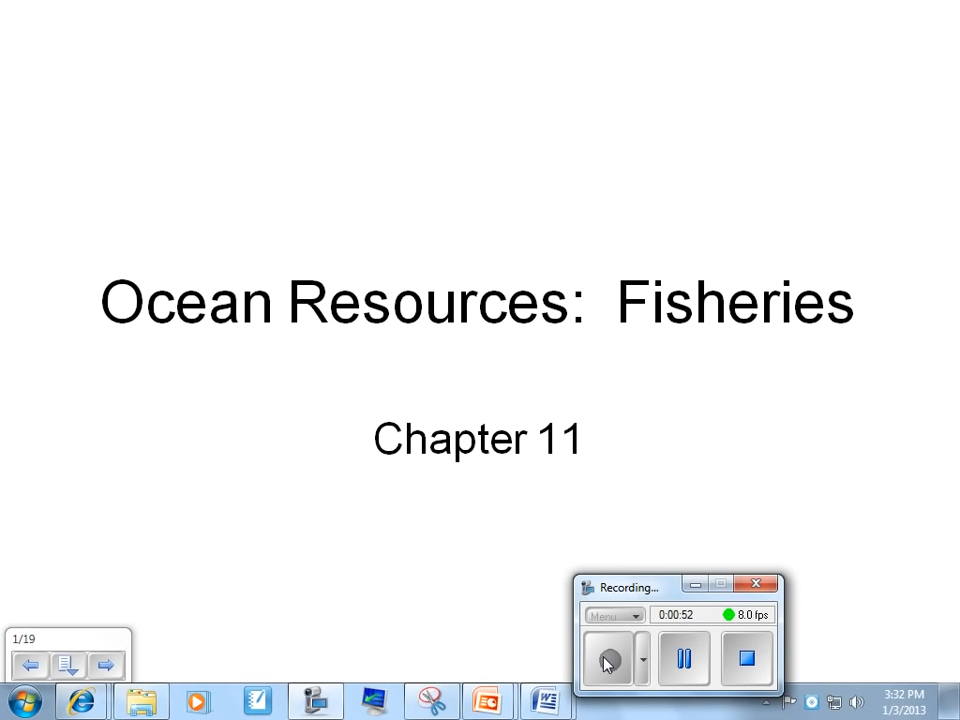 Ocean Resources:  Fisheries
Chapter 11
Recording...
Menu
0:00:52
8.0 fps
1/19
3:32 PM
1/3/2013